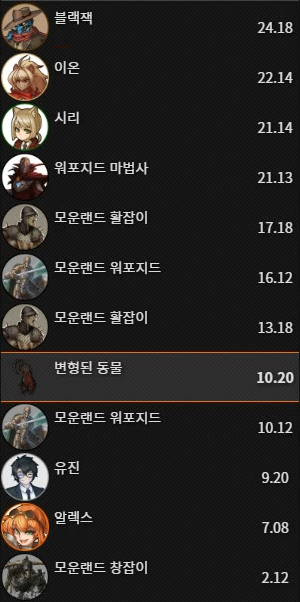 블랙잭
24.18
이온
22.14
시리
21.14
워포지드 마법사
21.13
모운랜드 활잡이
17.18
모운랜드 워포지드
16.12
모운랜드 활잡이
13.18
변형된 동물
10.20
모운랜드 워포지드
10.12
유진
9.20
알렉스
7.08
모운랜드 창잡이
2.12